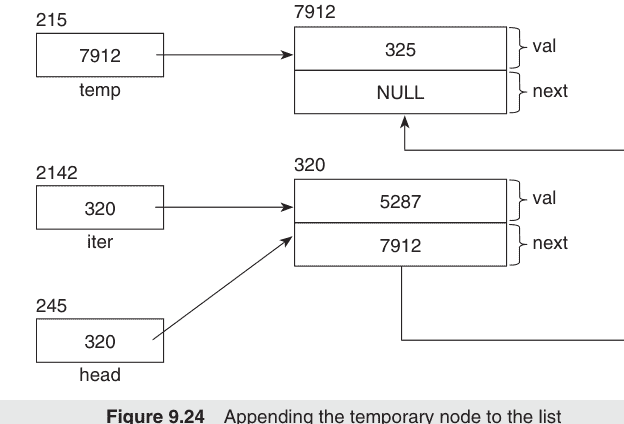 215
7912
temp
7912
325
val
NULL
next
2142
320
iter
320
5287
val
7912
next
245
320
head
Figure 9.24 Appending the temporary node to the list